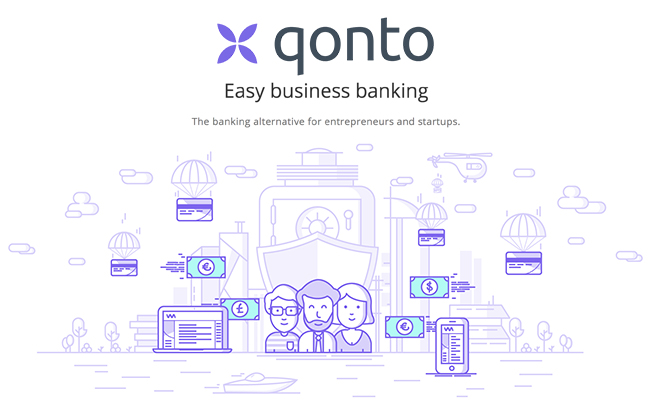 qonto
Easy business banking
The banking alternative for entrepreneurs and startups.
€
£
$
€